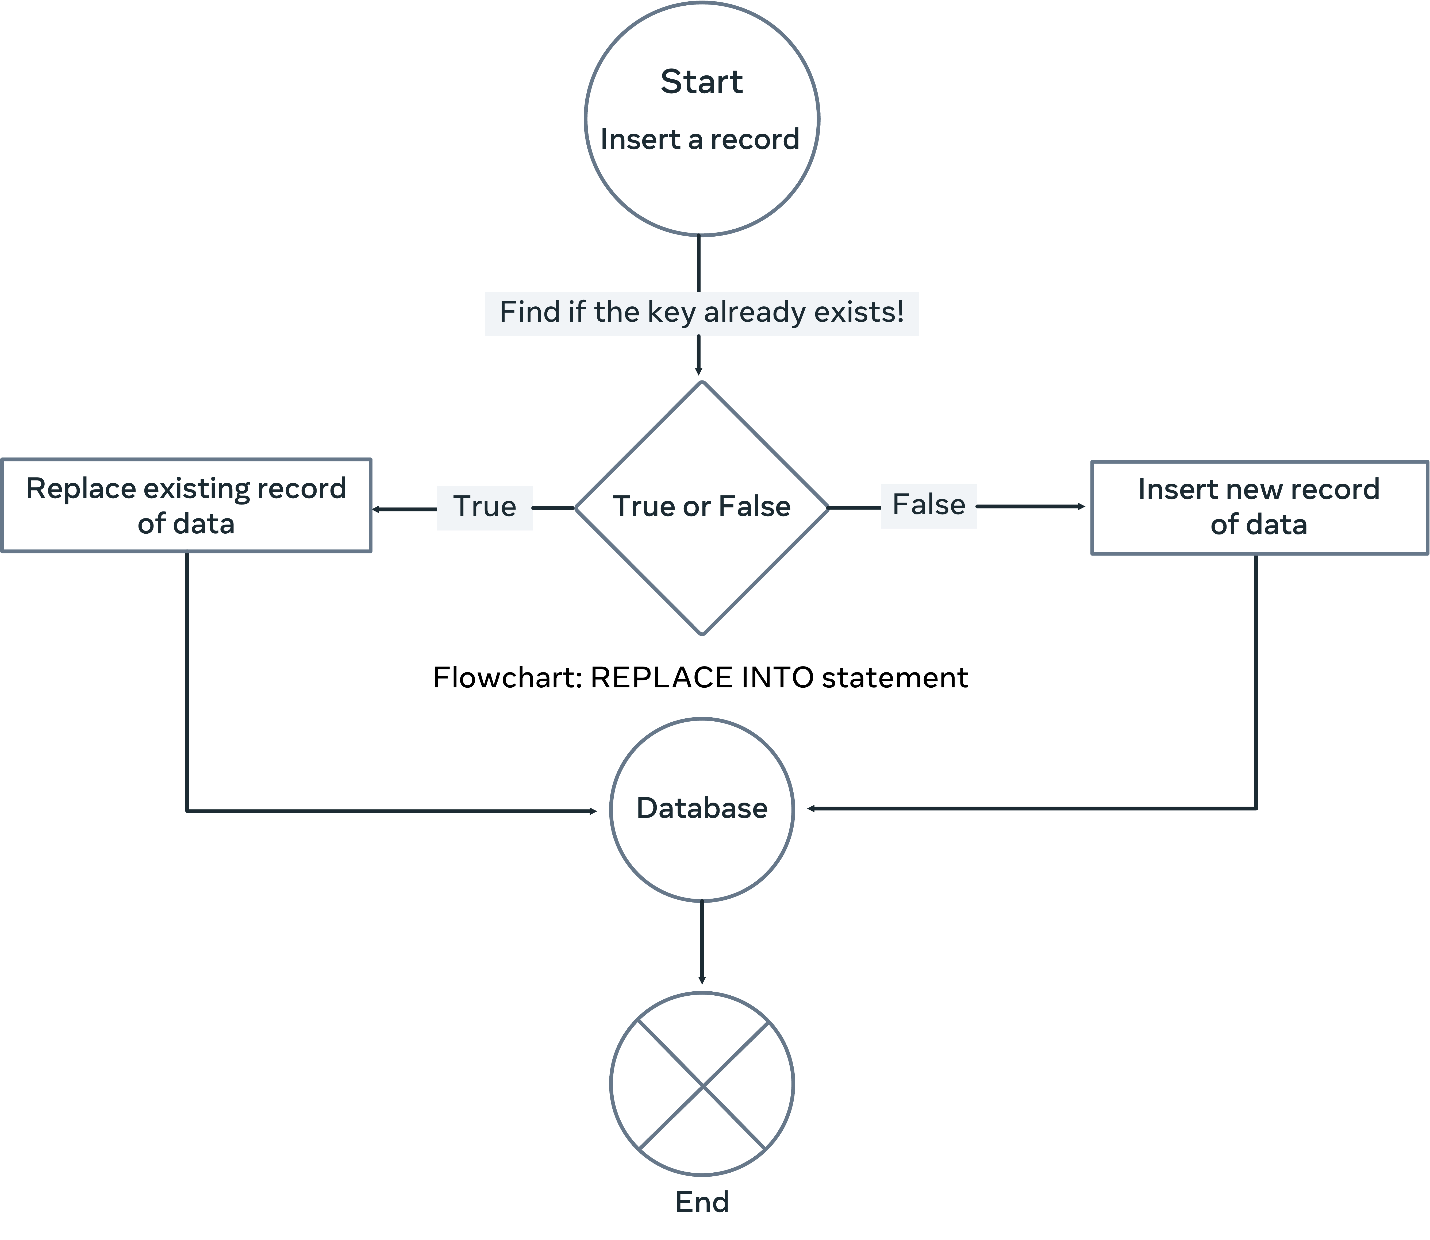 Start
Insert a record
Find if the key already exists!
Replace existing record
of data
True
True or False
False
Insert new record
of data
Flowchart: REPLACE INTO statement
Database
End